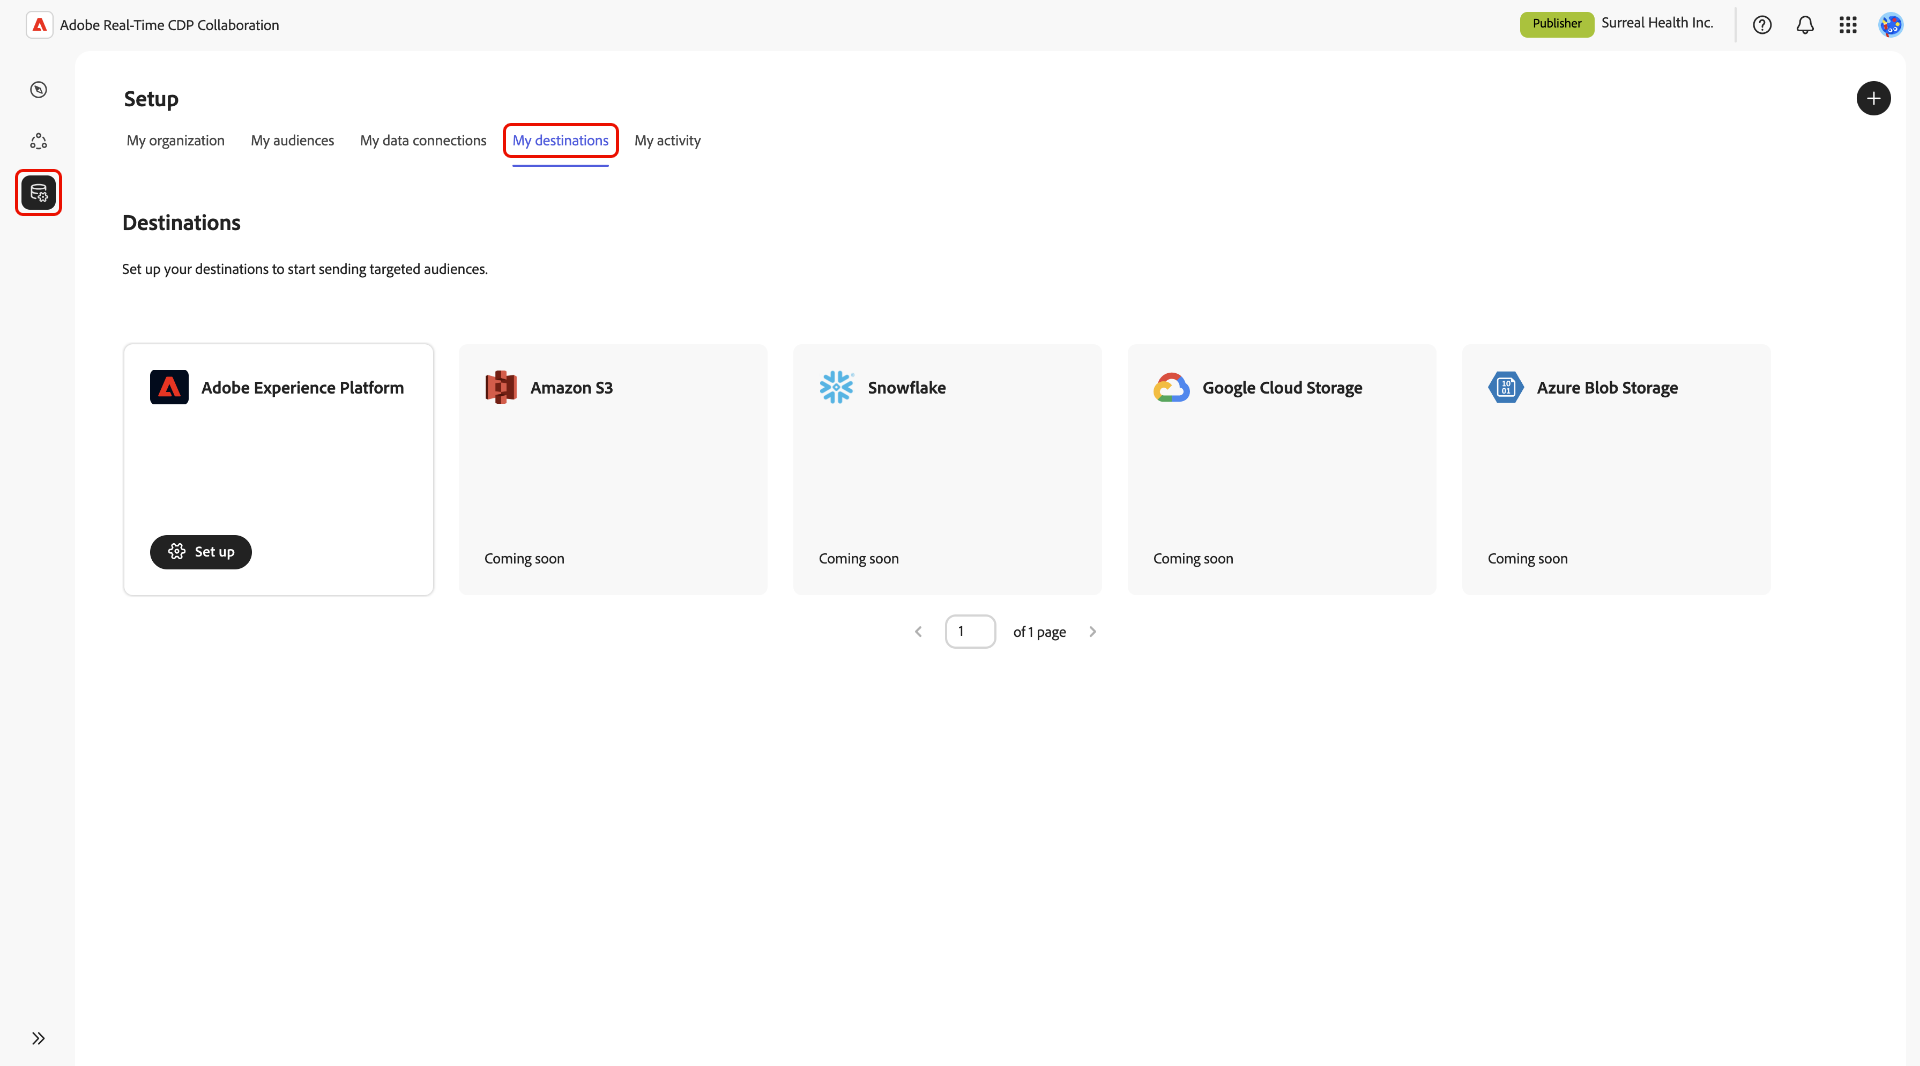 Adobe Real-Time CDP Collaboration
Publisher
Surreal Health Inc.
Setup
My organization
My audiences
My data connections
My destinations
My activity
Destinations
Set up your destinations to start sending targeted audiences.
Adobe Experience Platform
Amazon S3
Snowflake
Google Cloud Storage
10
01
Azure Blob Storage
Set up
Coming soon
Coming soon
Coming soon
Coming soon
1
of 1 page